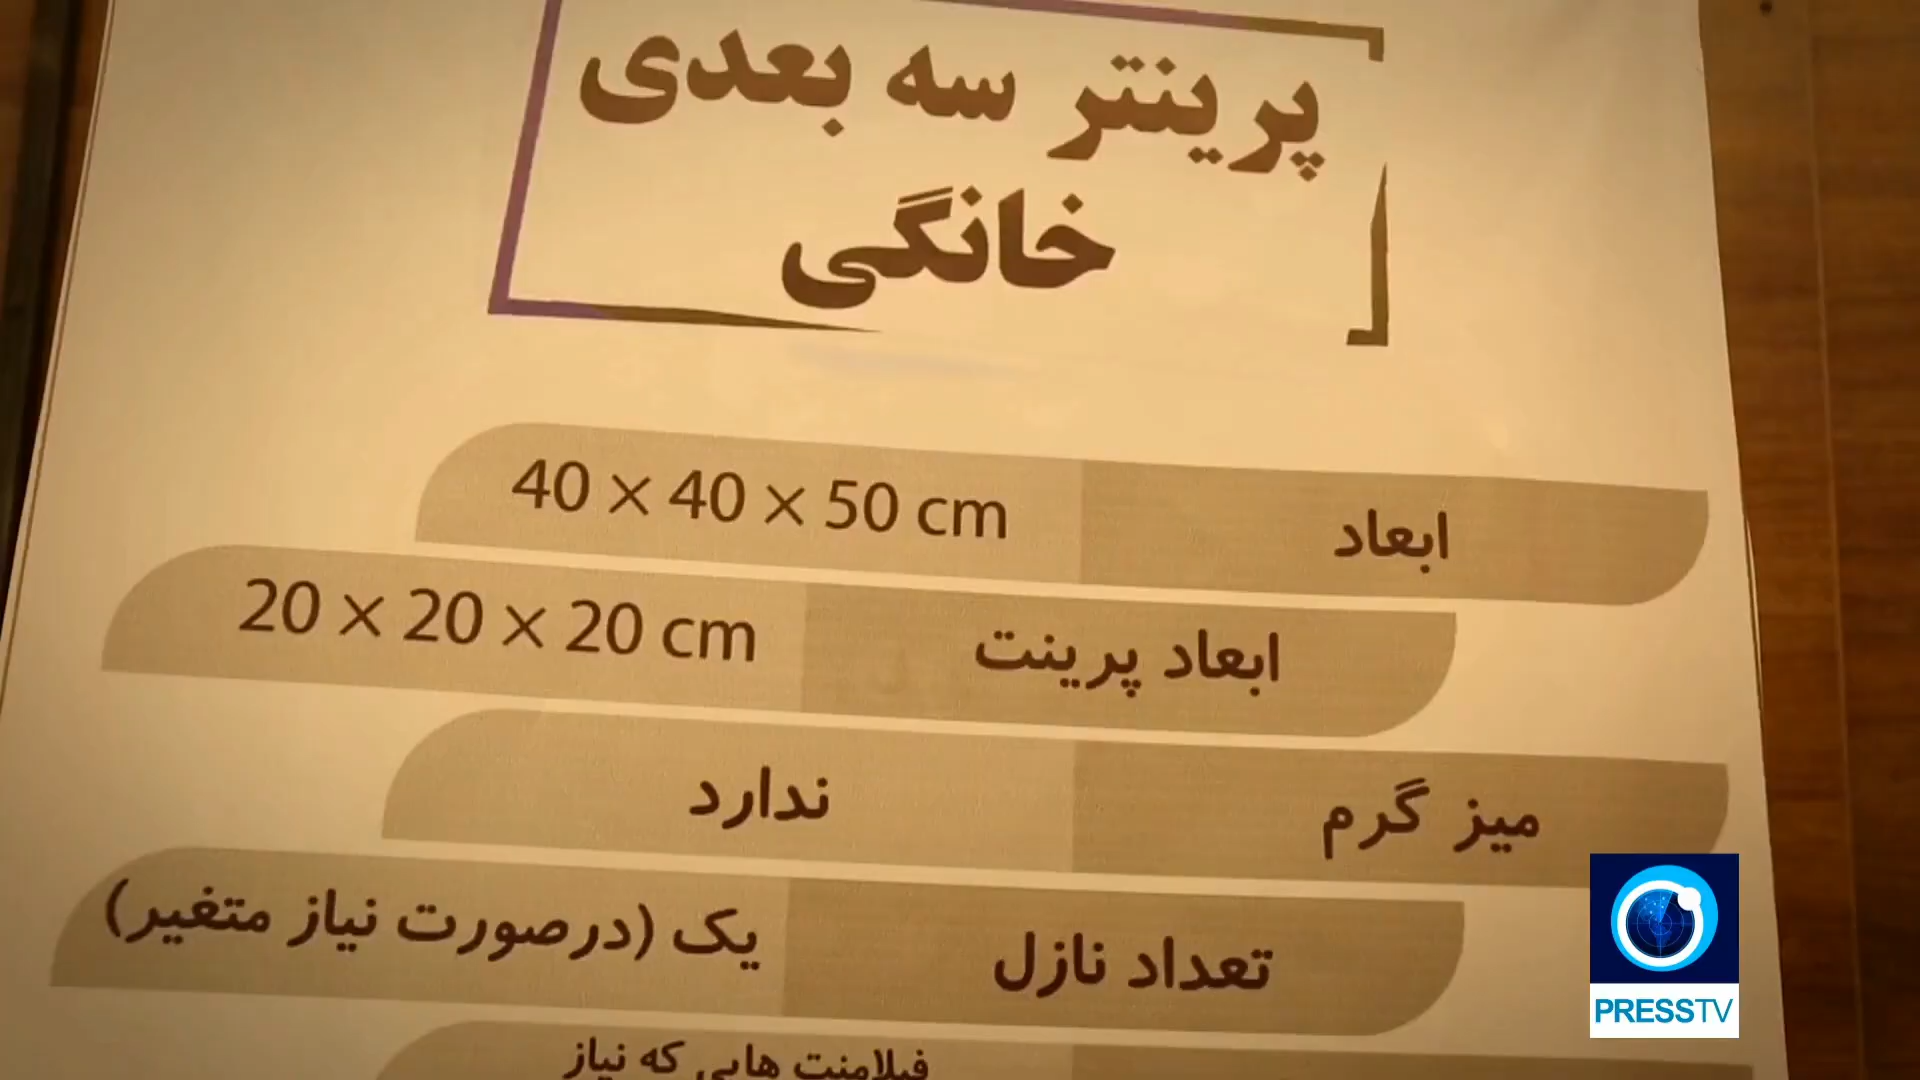 پرینتر سه بعدی
خانگی
ابعاد 40 × 40 × 50 cm
ابعاد پرینت 20 × 20 × 20 cm
میز گرم ندارد
تعداد نازل یک (درصورت نیاز متغیر)
فیلامنت هایی که نیاز
PRESSTV